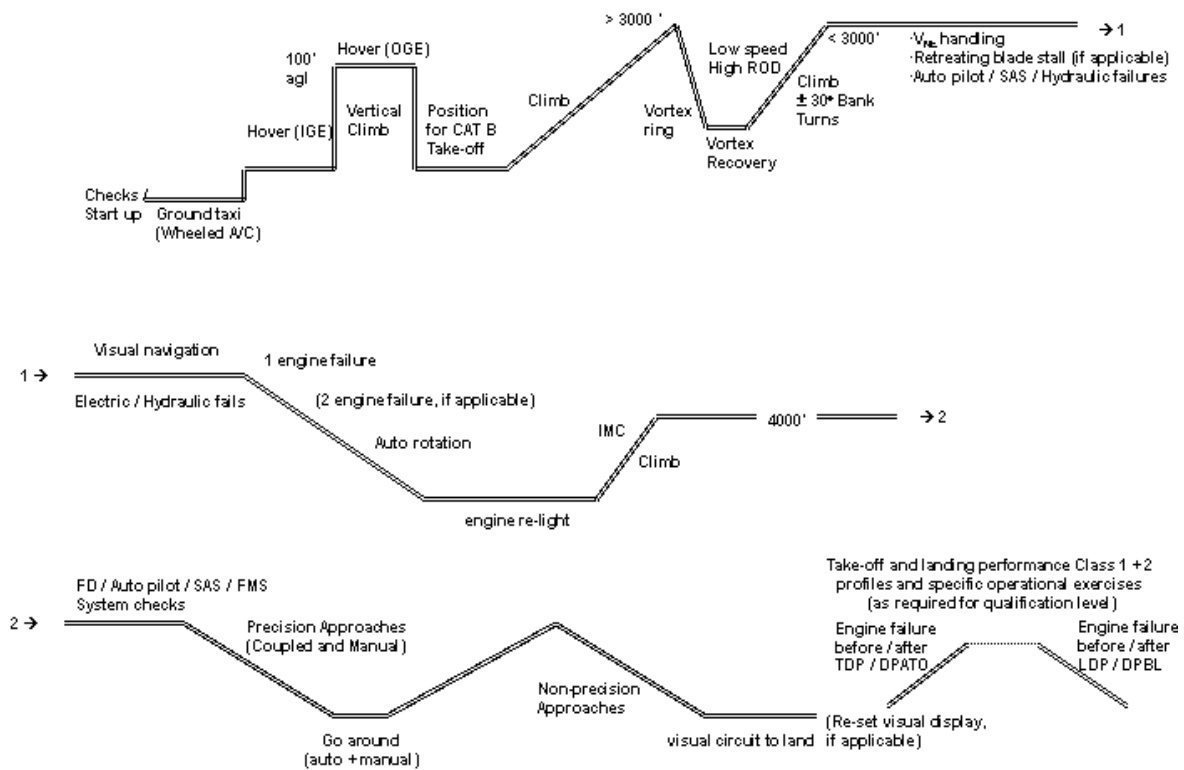 Checks /
Start up
Ground taxi
(Wheeled A/C)
Hover (IGE)
100'
agl
Hover (OGE)
Vertical
Climb
Position
for CAT B
Take-off
Climb
> 3000 '
Vortex
ring
Low speed
High ROD
Vortex
Recovery
< 3000'
Climb
± 30° Bank
Turns
·VNE handling
·Retreating blade stall (if applicable)
·Auto pilot / SAS / Hydraulic failures
→ 1
1 →
Visual navigation
Electric / Hydraulic fails
1 engine failure
(2 engine failure, if applicable)
Auto rotation
engine re-light
IMC
Climb
4000'
→ 2
2 →
FD / Auto pilot / SAS / FMS
System checks
Precision Approaches
(Coupled and Manual)
Go around
(auto + manual)
Non-precision
Approaches
visual circuit to land
(Re-set visual display,
if applicable)
Take-off and landing performance Class 1 + 2
profiles and specific operational exercises
(as required for qualification level)
Engine failure
before / after
TDP / DPATO
Engine failure
before / after
LDP / DPBL